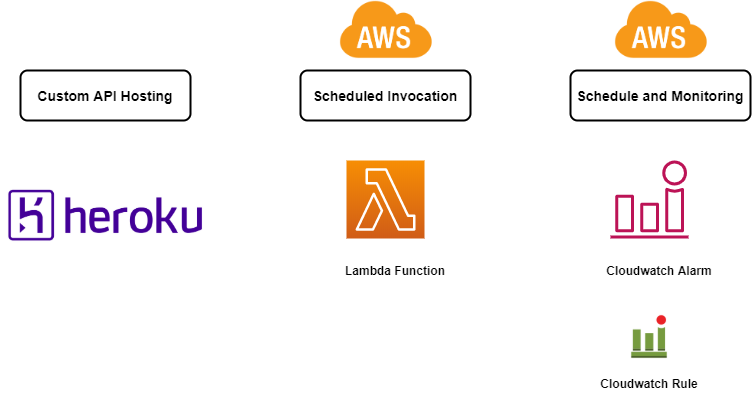 AWS
AWS
Custom API Hosting
Scheduled Invocation
Schedule and Monitoring
heroku
Lambda Function
Cloudwatch Alarm
Cloudwatch Rule